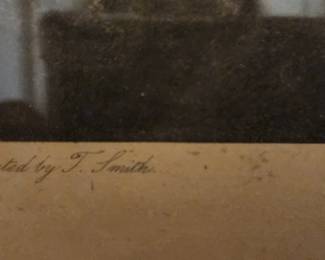 ted by T. Smith.